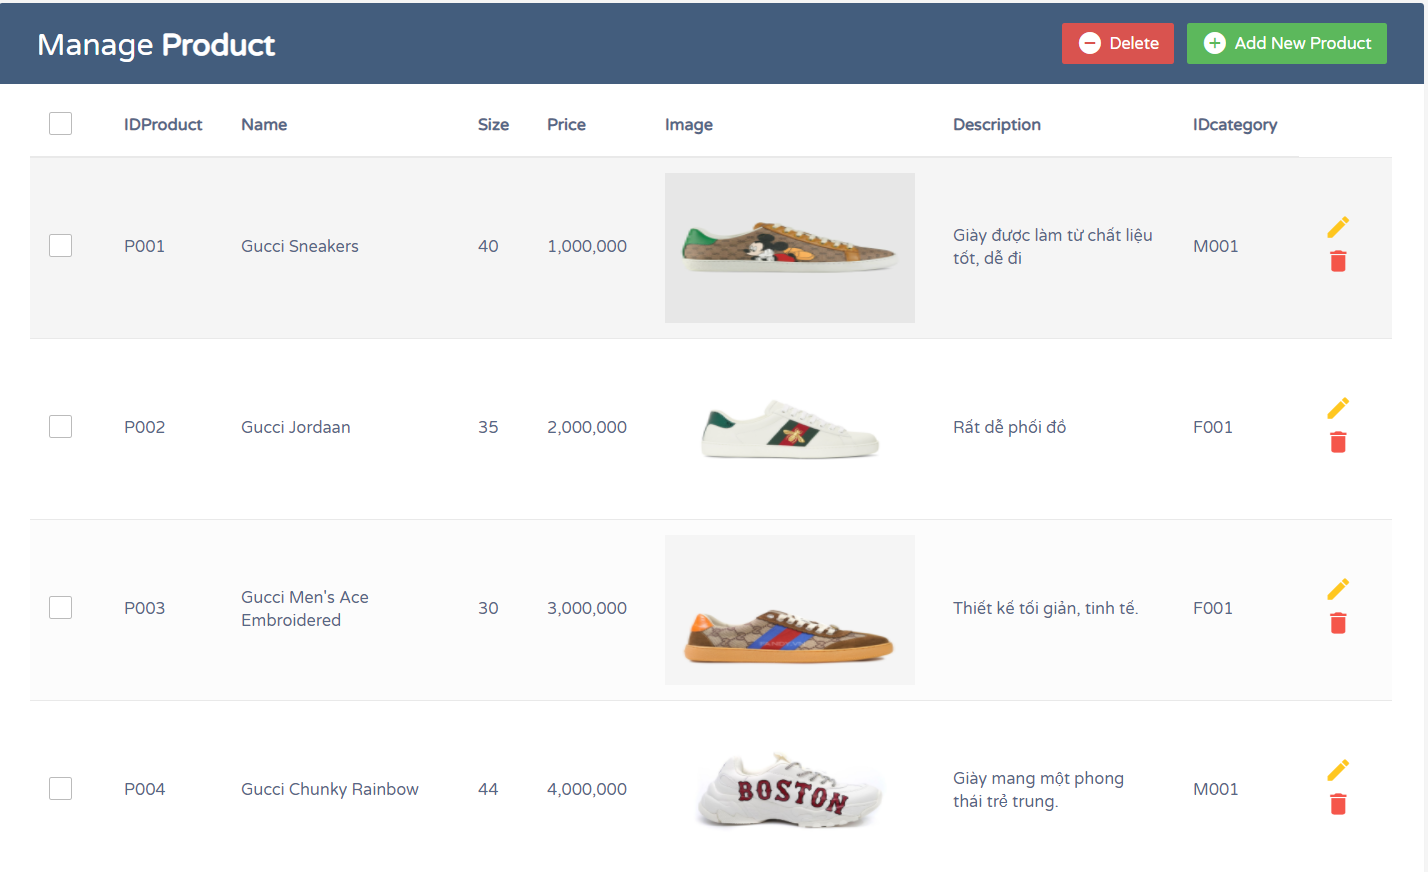 Manage Product
Delete
Add New Product
IDProduct Name Size Price Image Description IDcategory
P001 Gucci Sneakers 40 1,000,000 Giày được làm từ chất liệu tốt, dễ đi M001
P002 Gucci Jordaan 35 2,000,000 Rất dễ phối đồ F001
P003 Gucci Men's Ace Embroidered 30 3,000,000 Thiết kế tối giản, tinh tế. F001
P004 Gucci Chunky Rainbow 44 4,000,000 BOSTON Giày mang một phong thái trẻ trung. M001